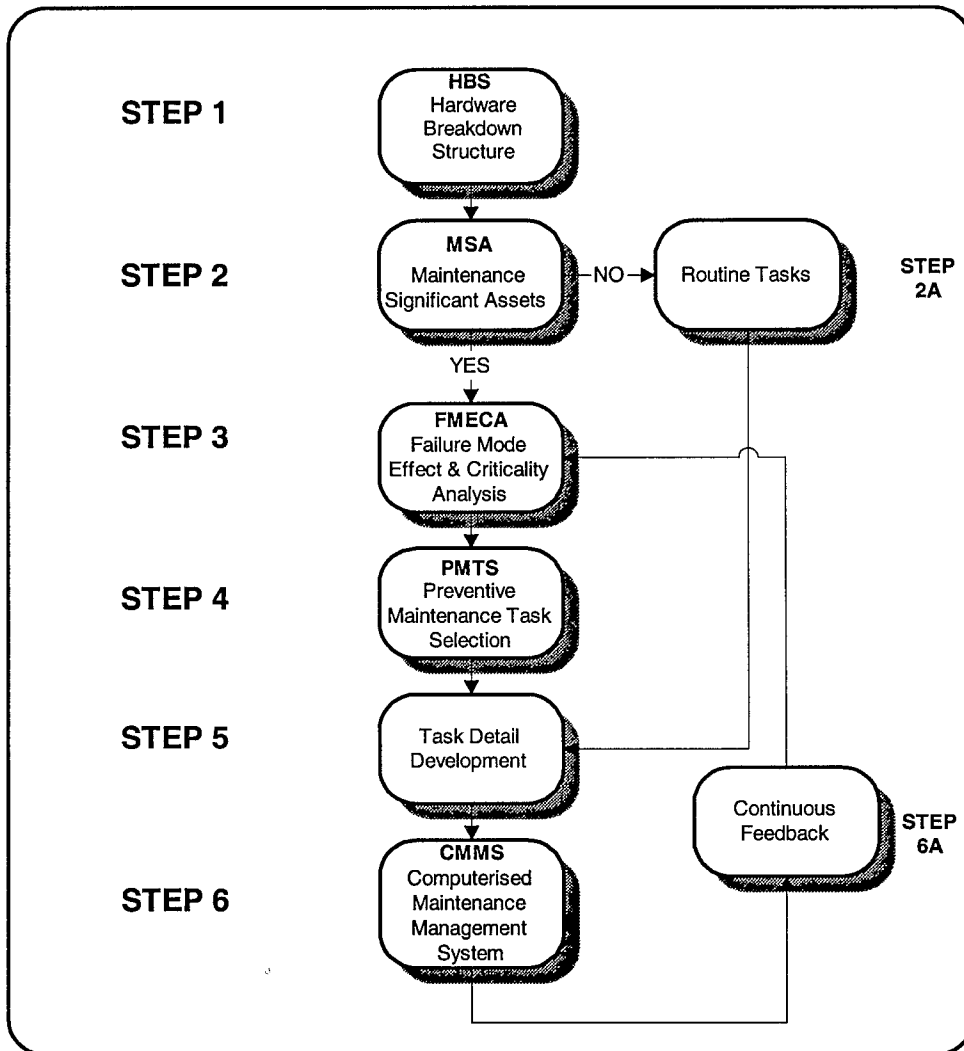 STEP 1
HBS
Hardware
Breakdown
Structure
STEP 2
MSA
Maintenance
Significant Assets
NO
Routine Tasks
STEP
2A
YES
STEP 3
FMECA
Failure Mode
Effect & Criticality
Analysis
STEP 4
PMTS
Preventive
Maintenance Task
Selection
STEP 5
Task Detail
Development
Continuous
Feedback
STEP
6A
STEP 6
CMMS
Computerised
Maintenance
Management
System